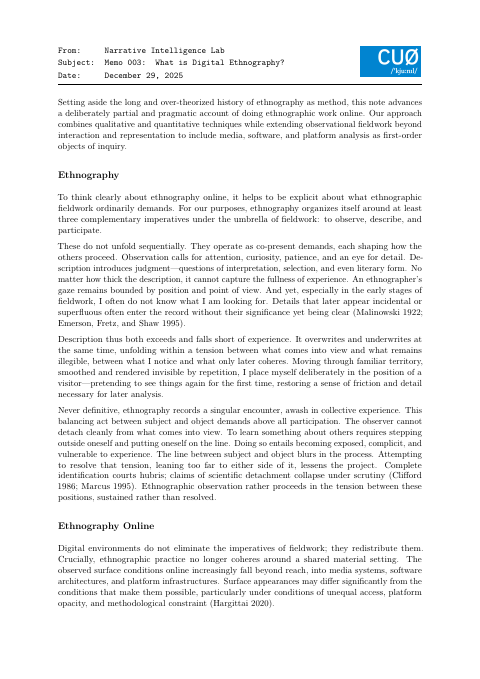 From: Narrative Intelligence Lab
Subject: Memo 003: What is Digital Ethnography?
Date: December 29, 2025
CUØ
/ˈkjuːml/
Setting aside the long and over-theorized history of ethnography as method, this note advances
a deliberately partial and pragmatic account of doing ethnographic work online. Our approach
combines qualitative and quantitative techniques while extending observational fieldwork beyond
interaction and representation to include media, software, and platform analysis as first-order
objects of inquiry.
Ethnography
To think clearly about ethnography online, it helps to be explicit about what ethnographic
fieldwork ordinarily demands. For our purposes, ethnography organizes itself around at least
three complementary imperatives under the umbrella of fieldwork: to observe, describe, and
participate.
These do not unfold sequentially. They operate as co-present demands, each shaping how the
others proceed. Observation calls for attention, curiosity, patience, and an eye for detail. De-
scription introduces judgment—questions of interpretation, selection, and even literary form. No
matter how thick the description, it cannot capture the fullness of experience. An ethnographer's
gaze remains bounded by position and point of view. And yet, especially in the early stages of
fieldwork, I often do not know what I am looking for. Details that later appear incidental or
superfluous often enter the record without their significance yet being clear (Malinowski 1922;
Emerson, Fretz, and Shaw 1995).
Description thus both exceeds and falls short of experience. It overwrites and underwrites at
the same time, unfolding within a tension between what comes into view and what remains
illegible, between what I notice and what only later coheres. Moving through familiar territory,
smoothed and rendered invisible by repetition, I place myself deliberately in the position of a
visitor—pretending to see things again for the first time, restoring a sense of friction and detail
necessary for later analysis.
Never definitive, ethnography records a singular encounter, awash in collective experience. This
balancing act between subject and object demands above all participation. The observer cannot
detach cleanly from what comes into view. To learn something about others requires stepping
outside oneself and putting oneself on the line. Doing so entails becoming exposed, complicit, and
vulnerable to experience. The line between subject and object blurs in the process. Attempting
to resolve that tension, leaning too far to either side of it, lessens the project. Complete
identification courts hubris; claims of scientific detachment collapse under scrutiny (Clifford
1986; Marcus 1995). Ethnographic observation rather proceeds in the tension between these
positions, sustained rather than resolved.
Ethnography Online
Digital environments do not eliminate the imperatives of fieldwork; they redistribute them.
Crucially, ethnographic practice no longer coheres around a shared material setting. The
observed surface conditions online increasingly fall beyond reach, into media systems, software
architectures, and platform infrastructures. Surface appearances may differ significantly from the
conditions that make them possible, particularly under conditions of unequal access, platform
opacity, and methodological constraint (Hargittai 2020).